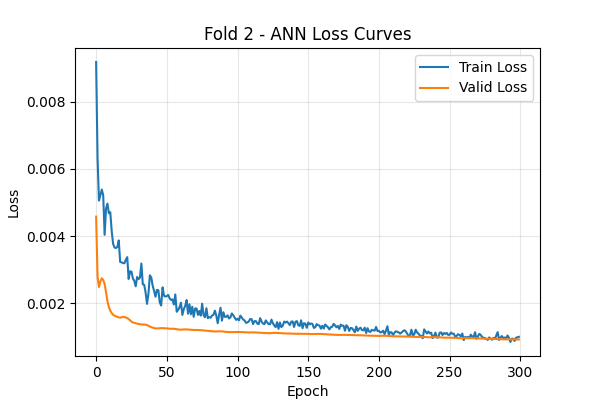 Fold 2 - ANN Loss Curves
Train Loss
Valid Loss
Loss
0.008
0.006
0.004
0.002
0 50 100 150 200 250 300
Epoch